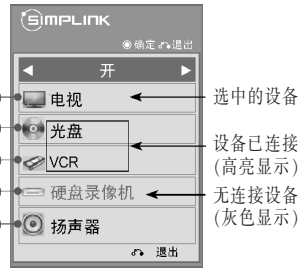 SIMPLINK
◉确定 退出
◀ 开 ▶
电视
选中的设备
光盘
设备已连接
(高亮显示)
VCR
硬盘录像机
无连接设备
(灰色显示)
扬声器
退出